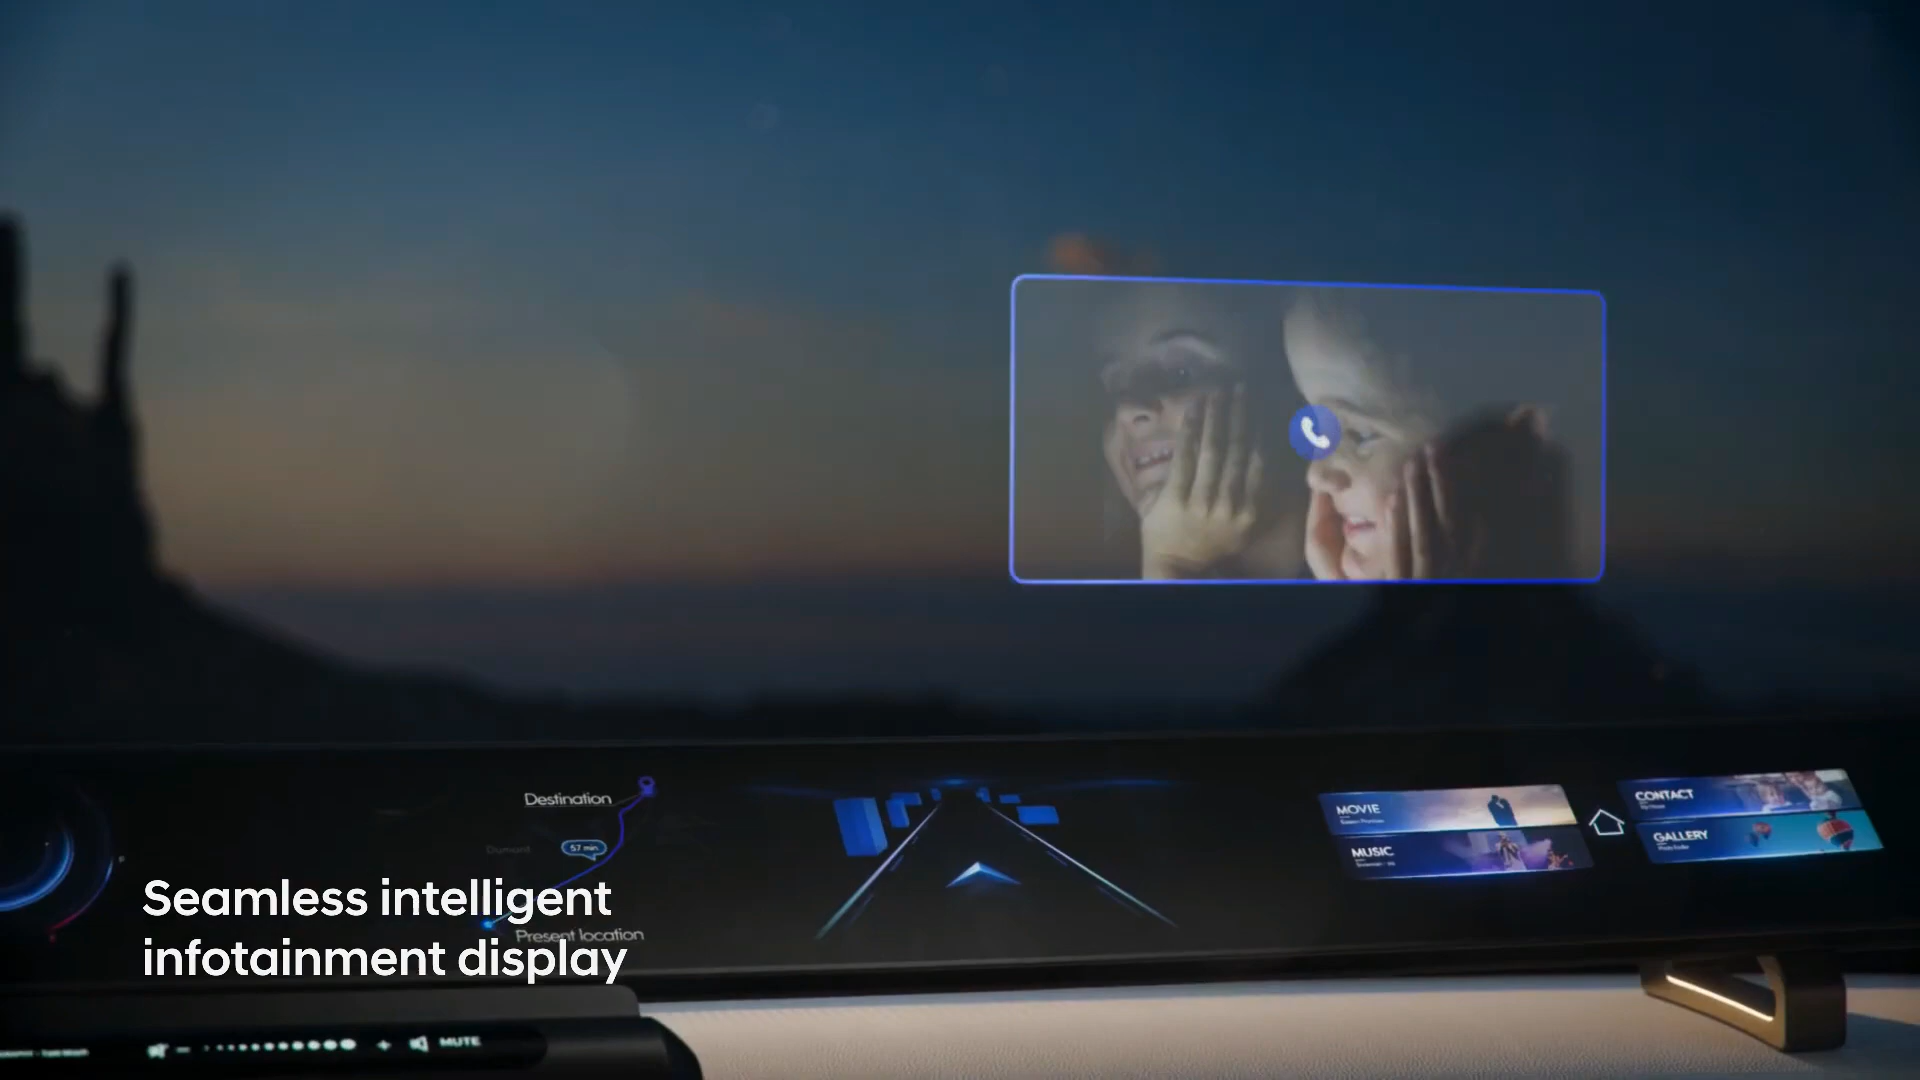 Destination
57 min
Present location
MOVIE
MUSIC
CONTACT
GALLERY
Seamless intelligent
infotainment display
MUTE